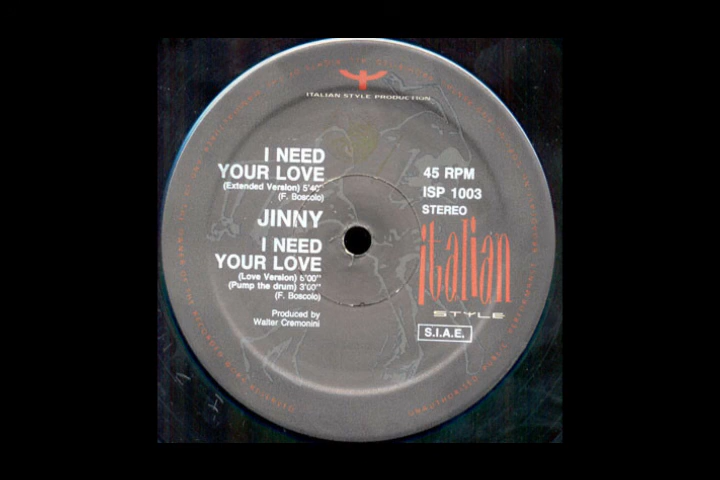 ITALIAN STYLE PRODUCTION
I NEED
YOUR LOVE
(Extended Version) 5'40"
(F. Boscolo)
JINNY
I NEED
YOUR LOVE
(Love Version) 6'00"
(Pump the drum) 3'00"
(F. Boscolo)
Produced by
Walter Cremonini
45 RPM
ISP 1003
STEREO
italian
STYLE
S.I.A.E.